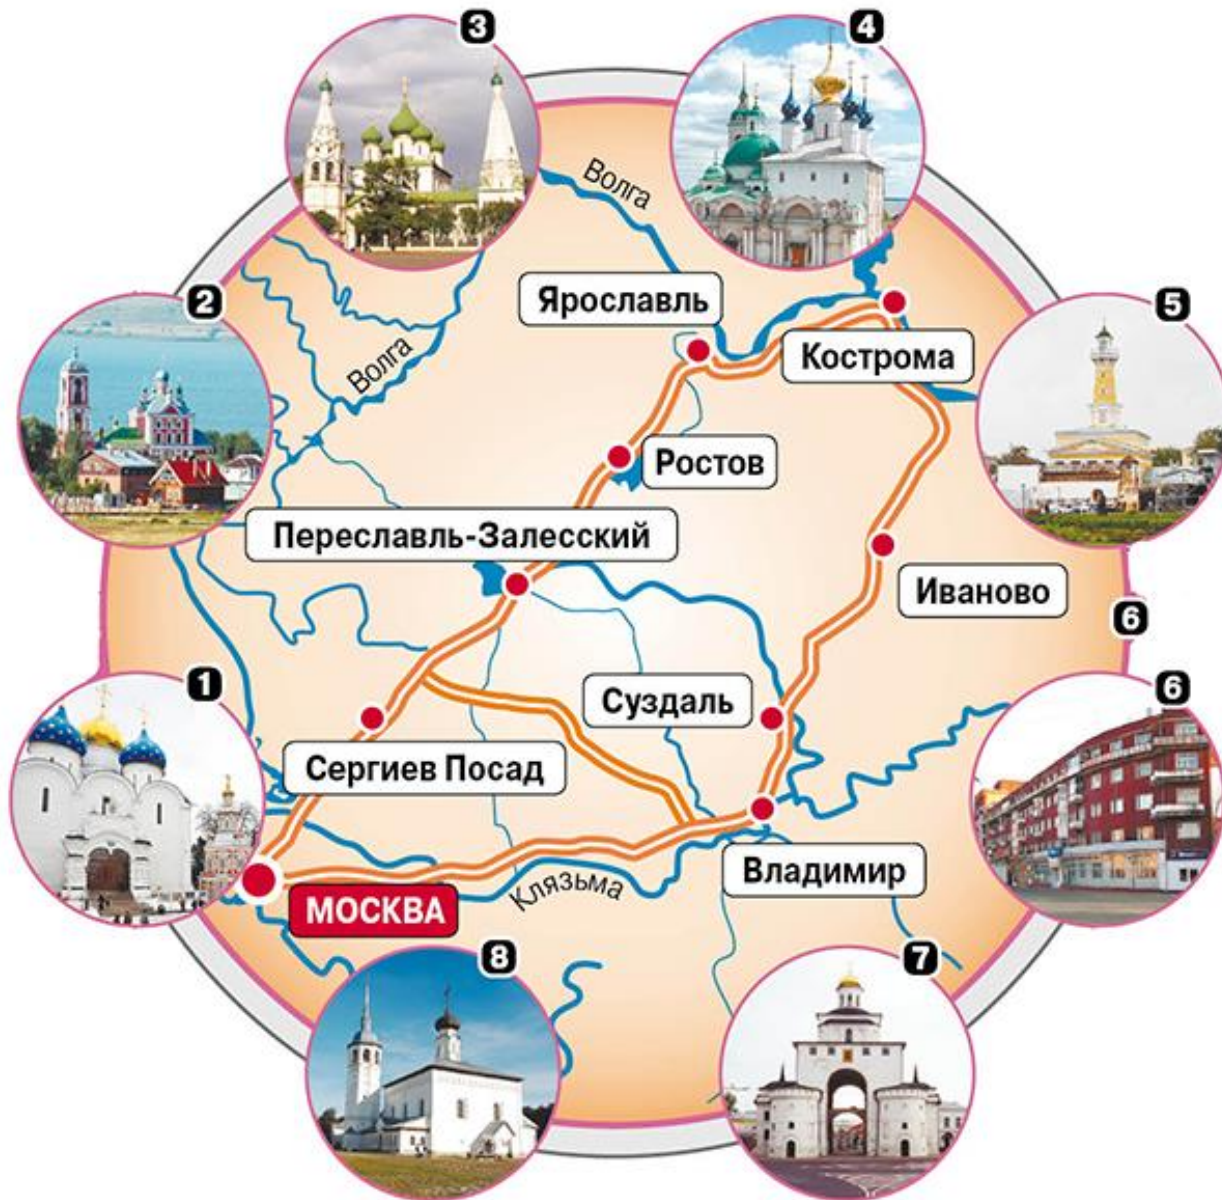 3
4
Волга
2
Ярославль
5
Волга
Кострома
Ростов
Переславль-Залесский
Иваново
6
1
Суздаль
6
Сергиев Посад
Владимир
Клязьма
МОСКВА
8
7